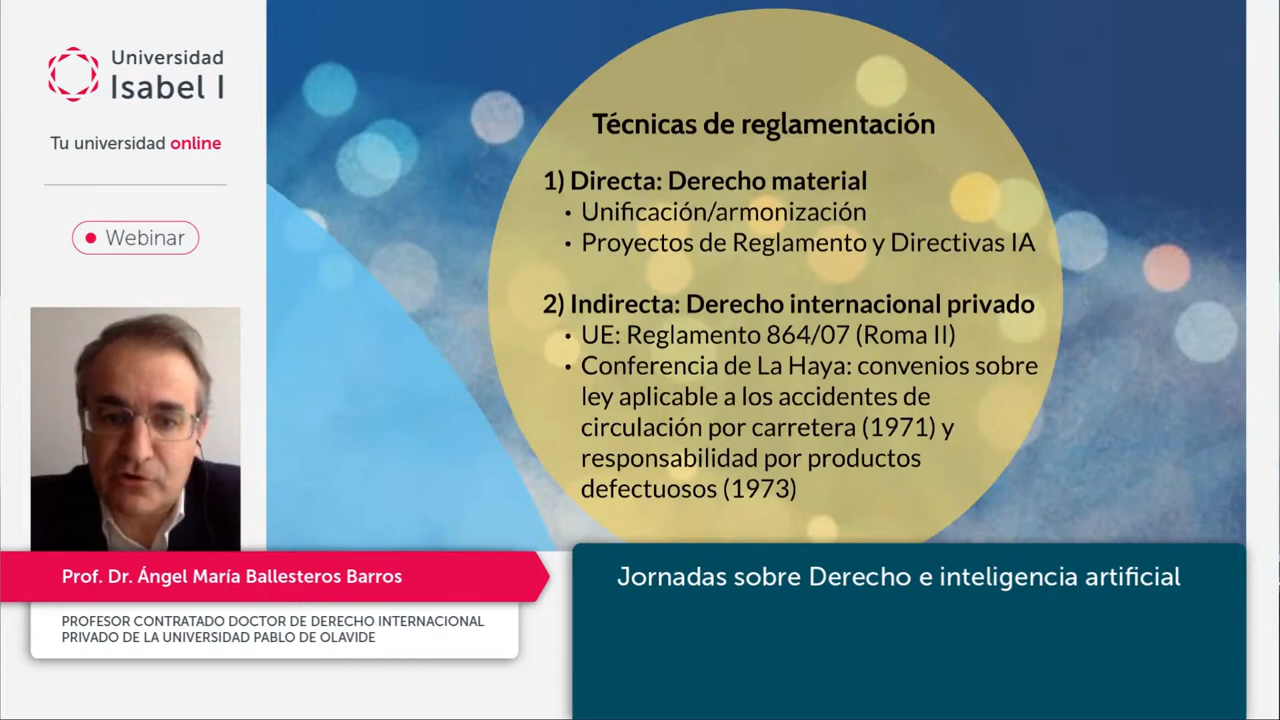 Universidad
Isabel I
Tu universidad online
Webinar
Técnicas de reglamentación
1) Directa: Derecho material
• Unificación/armonización
• Proyectos de Reglamento y Directivas IA
2) Indirecta: Derecho internacional privado
• UE: Reglamento 864/07 (Roma II)
• Conferencia de La Haya: convenios sobre
ley aplicable a los accidentes de
circulación por carretera (1971) y
responsabilidad por productos
defectuosos (1973)
Prof. Dr. Ángel María Ballesteros Barros
PROFESOR CONTRATADO DOCTOR DE DERECHO INTERNACIONAL
PRIVADO DE LA UNIVERSIDAD PABLO DE OLAVIDE
Jornadas sobre Derecho e inteligencia artificial